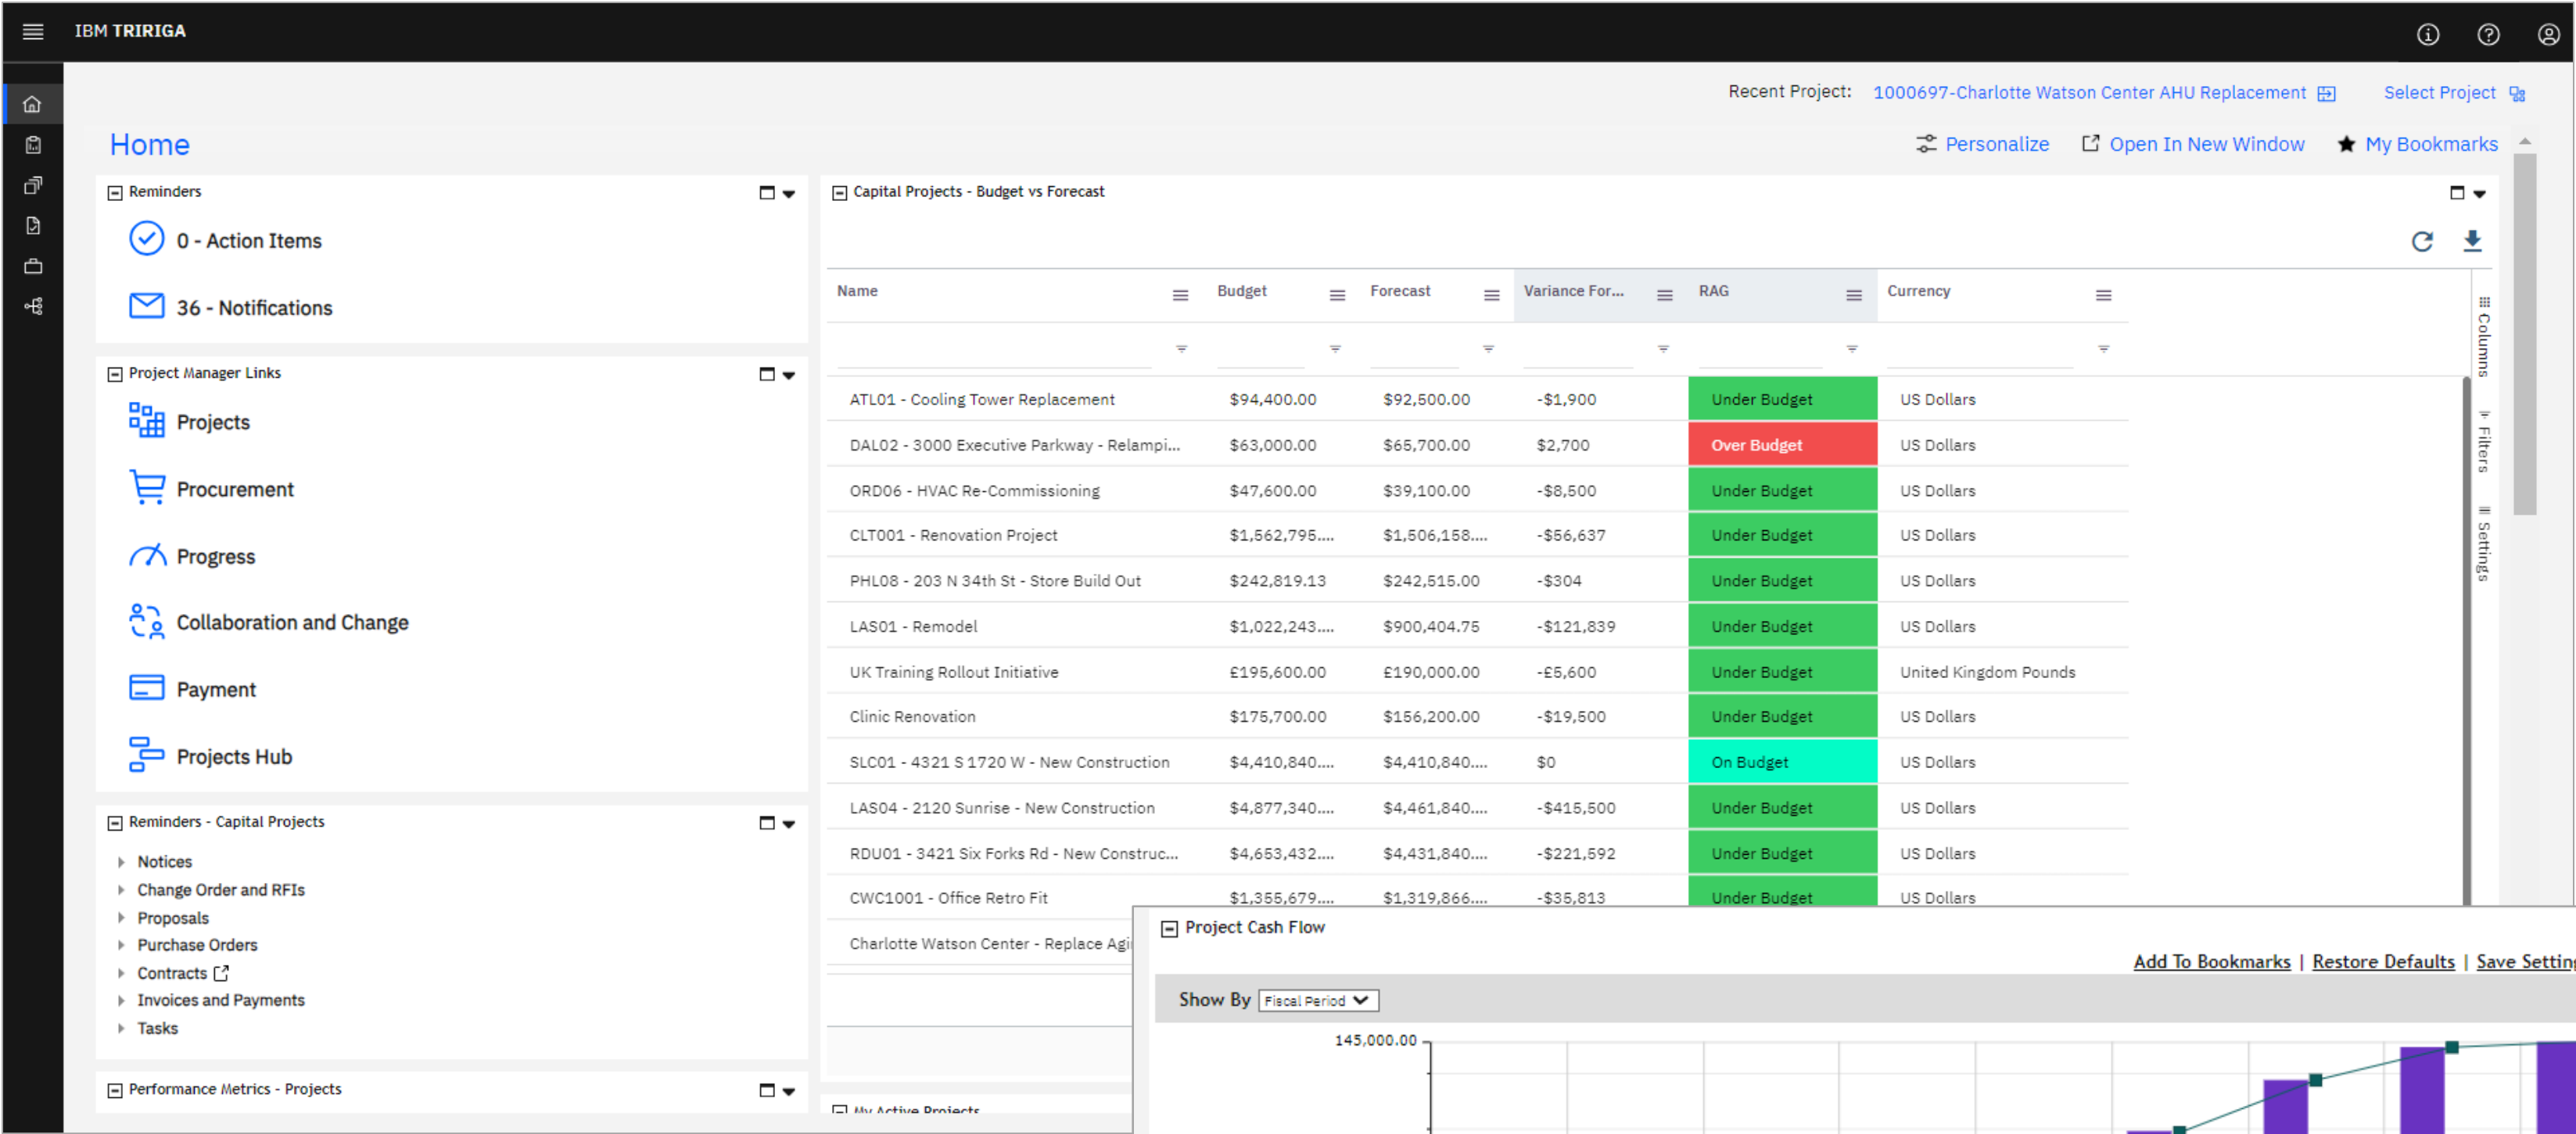 IBM TRIRIGA
Recent Project: 1000697-Charlotte Watson Center AHU Replacement Select Project
Home
Personalize Open In New Window My Bookmarks
Reminders
0 - Action Items
36 - Notifications
Project Manager Links
Projects
Procurement
Progress
Collaboration and Change
Payment
Projects Hub
Reminders - Capital Projects
Notices
Change Order and RFIs
Proposals
Purchase Orders
Contracts
Invoices and Payments
Tasks
Performance Metrics - Projects
Capital Projects - Budget vs Forecast
Name Budget Forecast Variance For... RAG Currency
ATL01 - Cooling Tower Replacement $94,400.00 $92,500.00 -$1,900 Under Budget US Dollars
DAL02 - 3000 Executive Parkway - Relampi... $63,000.00 $65,700.00 $2,700 Over Budget US Dollars
ORD06 - HVAC Re-Commissioning $47,600.00 $39,100.00 -$8,500 Under Budget US Dollars
CLT001 - Renovation Project $1,562,795.... $1,506,158.... -$56,637 Under Budget US Dollars
PHL08 - 203 N 34th St - Store Build Out $242,819.13 $242,515.00 -$304 Under Budget US Dollars
LAS01 - Remodel $1,022,243.... $900,404.75 -$121,839 Under Budget US Dollars
UK Training Rollout Initiative £195,600.00 £190,000.00 -£5,600 Under Budget United Kingdom Pounds
Clinic Renovation $175,700.00 $156,200.00 -$19,500 Under Budget US Dollars
SLC01 - 4321 S 1720 W - New Construction $4,410,840.... $4,410,840.... $0 On Budget US Dollars
LAS04 - 2120 Sunrise - New Construction $4,877,340.... $4,461,840.... -$415,500 Under Budget US Dollars
RDU01 - 3421 Six Forks Rd - New Construc... $4,653,432.... $4,431,840.... -$221,592 Under Budget US Dollars
CWC1001 - Office Retro Fit $1,355,679.... $1,319,866.... -$35,813 Under Budget US Dollars
Charlotte Watson Center - Replace Agi
Columns
Filters
Settings
My Active Projects
Project Cash Flow
Add To Bookmarks | Restore Defaults | Save Setting
Show By Fiscal Period
145,000.00